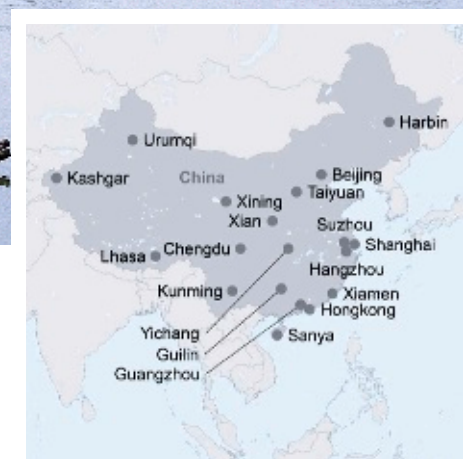 Harbin
Urumqi
Beijing
Kashgar
China
Taiyuan
Xining
Xian
Suzhou
Shanghai
Chengdu
Lhasa
Hangzhou
Kunming
Xiamen
Hongkong
Yichang
Sanya
Guilin
Guangzhou